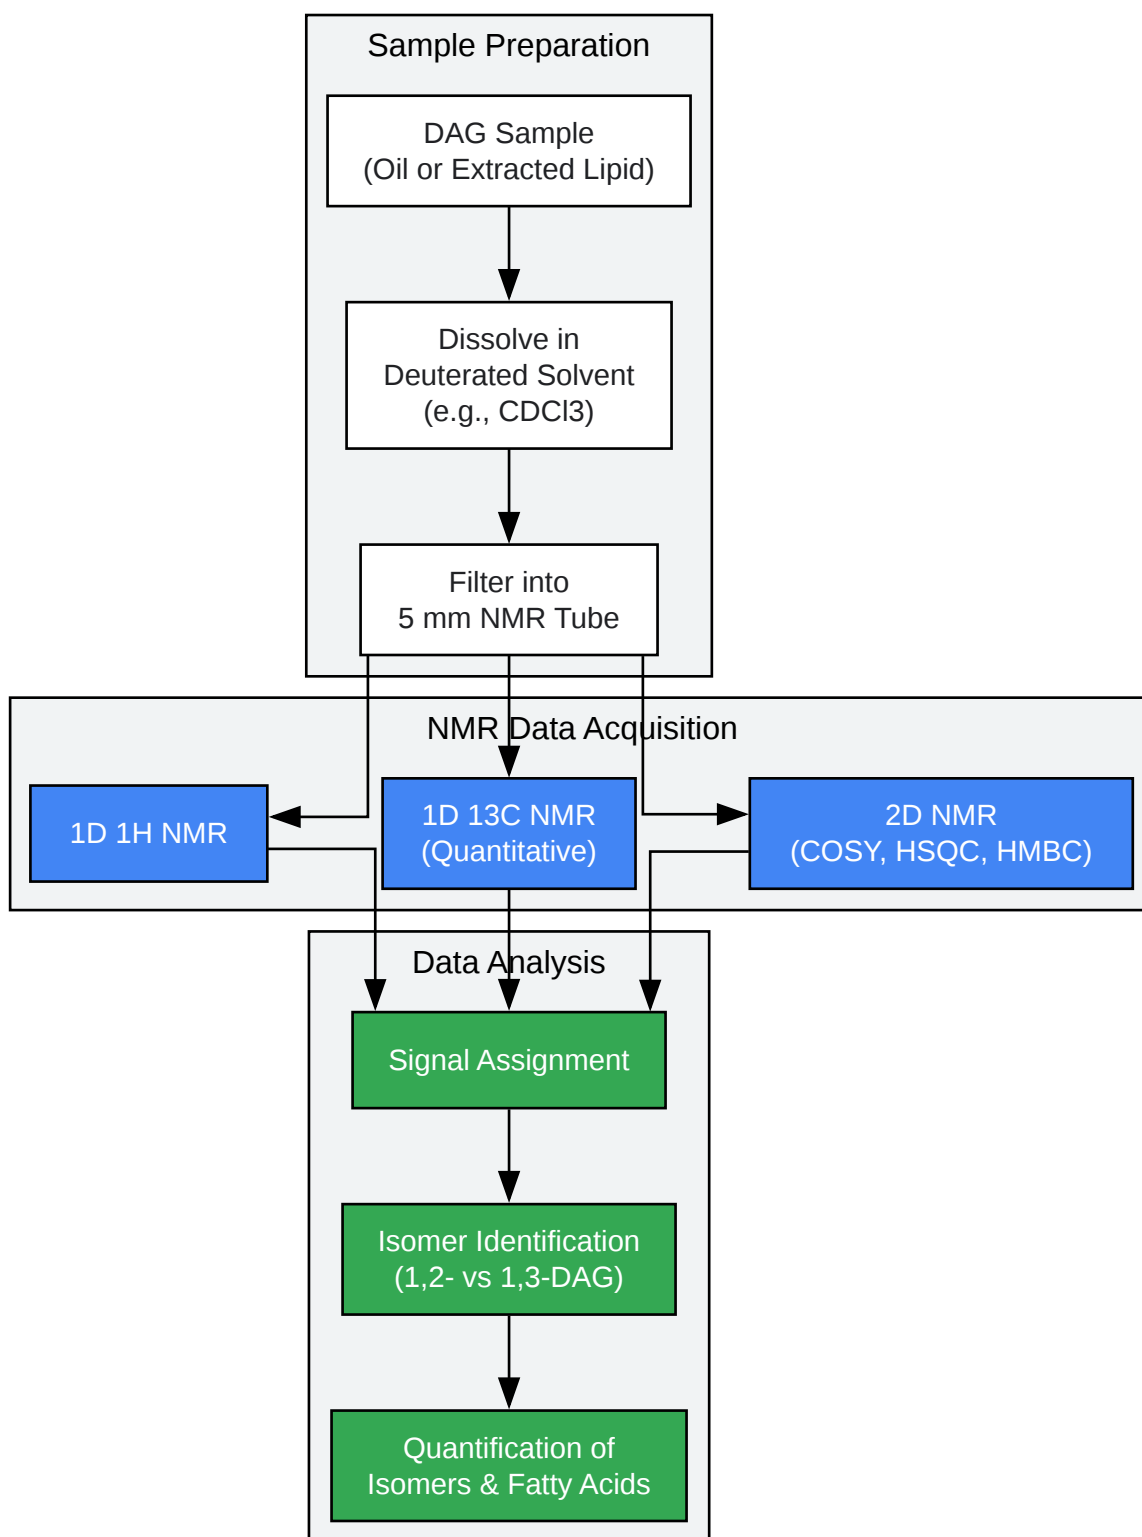 Sample Preparation
DAG Sample
(Oil or Extracted Lipid)
Dissolve in
Deuterated Solvent
(e.g., CDCl3)
Filter into
5 mm NMR Tube
NMR Data Acquisition
1D 1H NMR
1D 13C NMR
(Quantitative)
2D NMR
(COSY, HSQC, HMBC)
Data Analysis
Signal Assignment
Isomer Identification
(1,2- vs 1,3-DAG)
Quantification of
Isomers & Fatty Acids